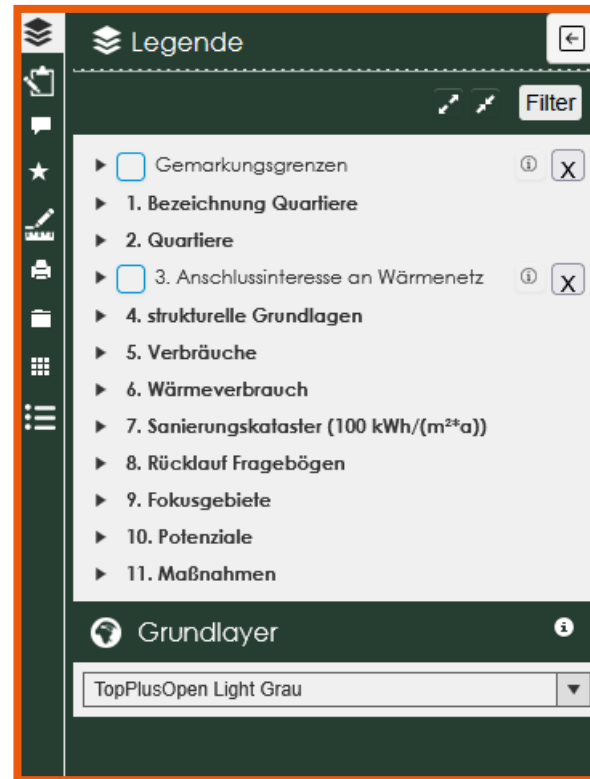 Legende
Filter
Gemarkungsgrenzen X
1. Bezeichnung Quartiere
2. Quartiere
3. Anschlussinteresse an Wärmenetz X
4. strukturelle Grundlagen
5. Verbräuche
6. Wärmeverbrauch
7. Sanierungskataster (100 kWh/(m²*a))
8. Rücklauf Fragebögen
9. Fokusgebiete
10. Potenziale
11. Maßnahmen
Grundlayer
TopPlusOpen Light Grau